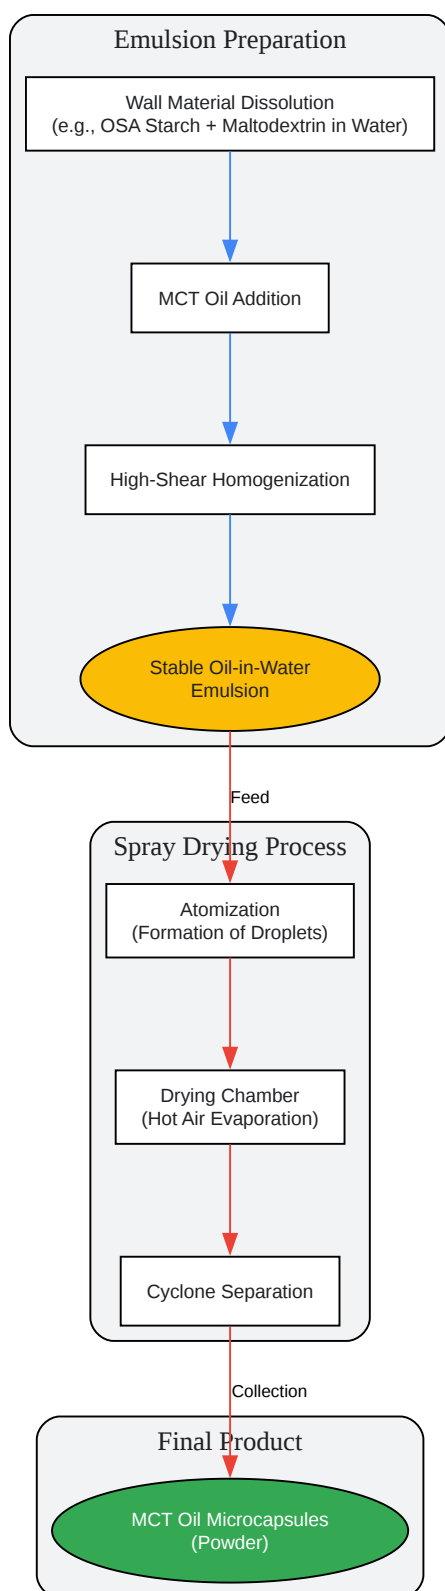 Emulsion Preparation
Wall Material Dissolution
(e.g., OSA Starch + Maltodextrin in Water)
MCT Oil Addition
High-Shear Homogenization
Stable Oil-in-Water
Emulsion
Feed
Spray Drying Process
Atomization
(Formation of Droplets)
Drying Chamber
(Hot Air Evaporation)
Cyclone Separation
Collection
Final Product
MCT Oil Microcapsules
(Powder)